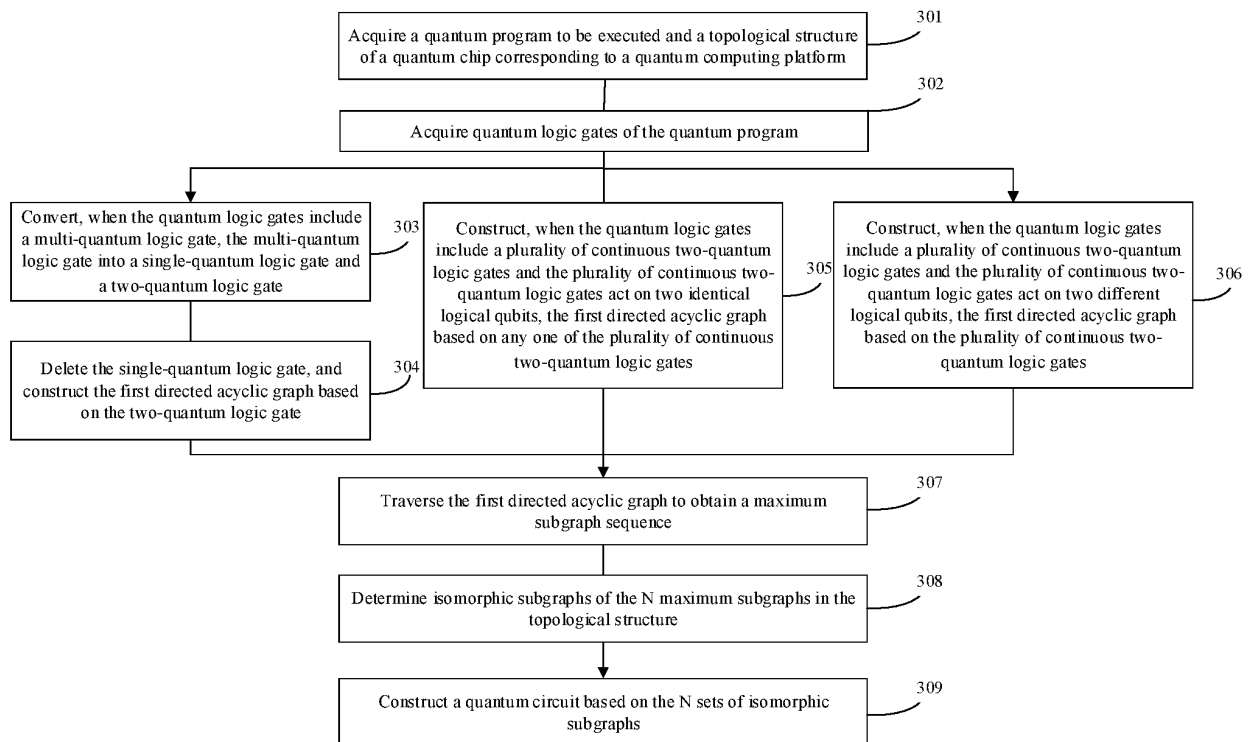 301
Acquire a quantum program to be executed and a topological structure
of a quantum chip corresponding to a quantum computing platform
302
Acquire quantum logic gates of the quantum program
Convert, when the quantum logic gates include
a multi-quantum logic gate, the multi-quantum
logic gate into a single-quantum logic gate and
a two-quantum logic gate
303
Delete the single-quantum logic gate, and
construct the first directed acyclic graph based
on the two-quantum logic gate
304
Construct, when the quantum logic gates
include a plurality of continuous two-quantum
logic gates and the plurality of continuous two-
quantum logic gates act on two identical
logical qubits, the first directed acyclic graph
based on any one of the plurality of continuous
two-quantum logic gates
305
Construct, when the quantum logic gates
include a plurality of continuous two-quantum
logic gates and the plurality of continuous two-
quantum logic gates act on two different
logical qubits, the first directed acyclic graph
based on the plurality of continuous two-
quantum logic gates
306
Traverse the first directed acyclic graph to obtain a maximum
subgraph sequence
307
Determine isomorphic subgraphs of the N maximum subgraphs in the
topological structure
308
Construct a quantum circuit based on the N sets of isomorphic
subgraphs
309